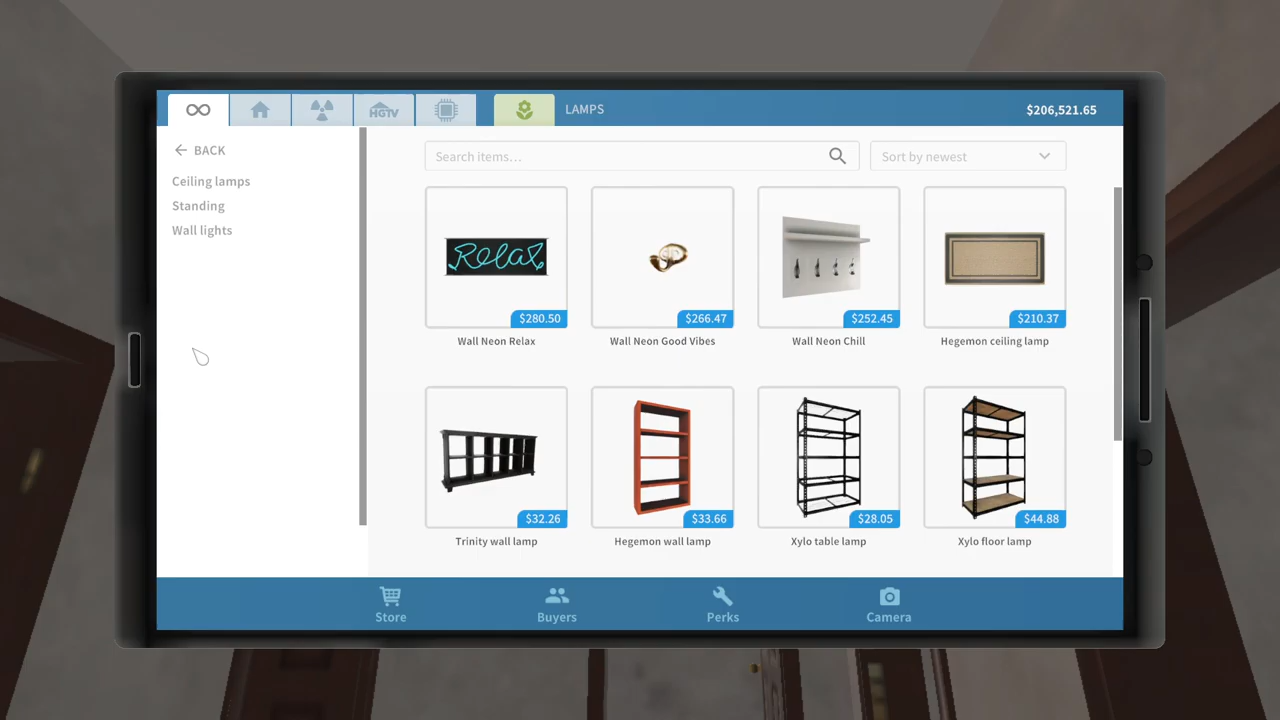 HGTV
LAMPS
$206,521.65
BACK
Ceiling lamps
Standing
Wall lights
Search items...
Sort by newest
Relax
$280.50
$266.47
$252.45
$210.37
Wall Neon Relax
Wall Neon Good Vibes
Wall Neon Chill
Hegemon ceiling lamp
$32.26
$33.66
$28.05
$44.88
Trinity wall lamp
Hegemon wall lamp
Xylo table lamp
Xylo floor lamp
Store
Buyers
Perks
Camera